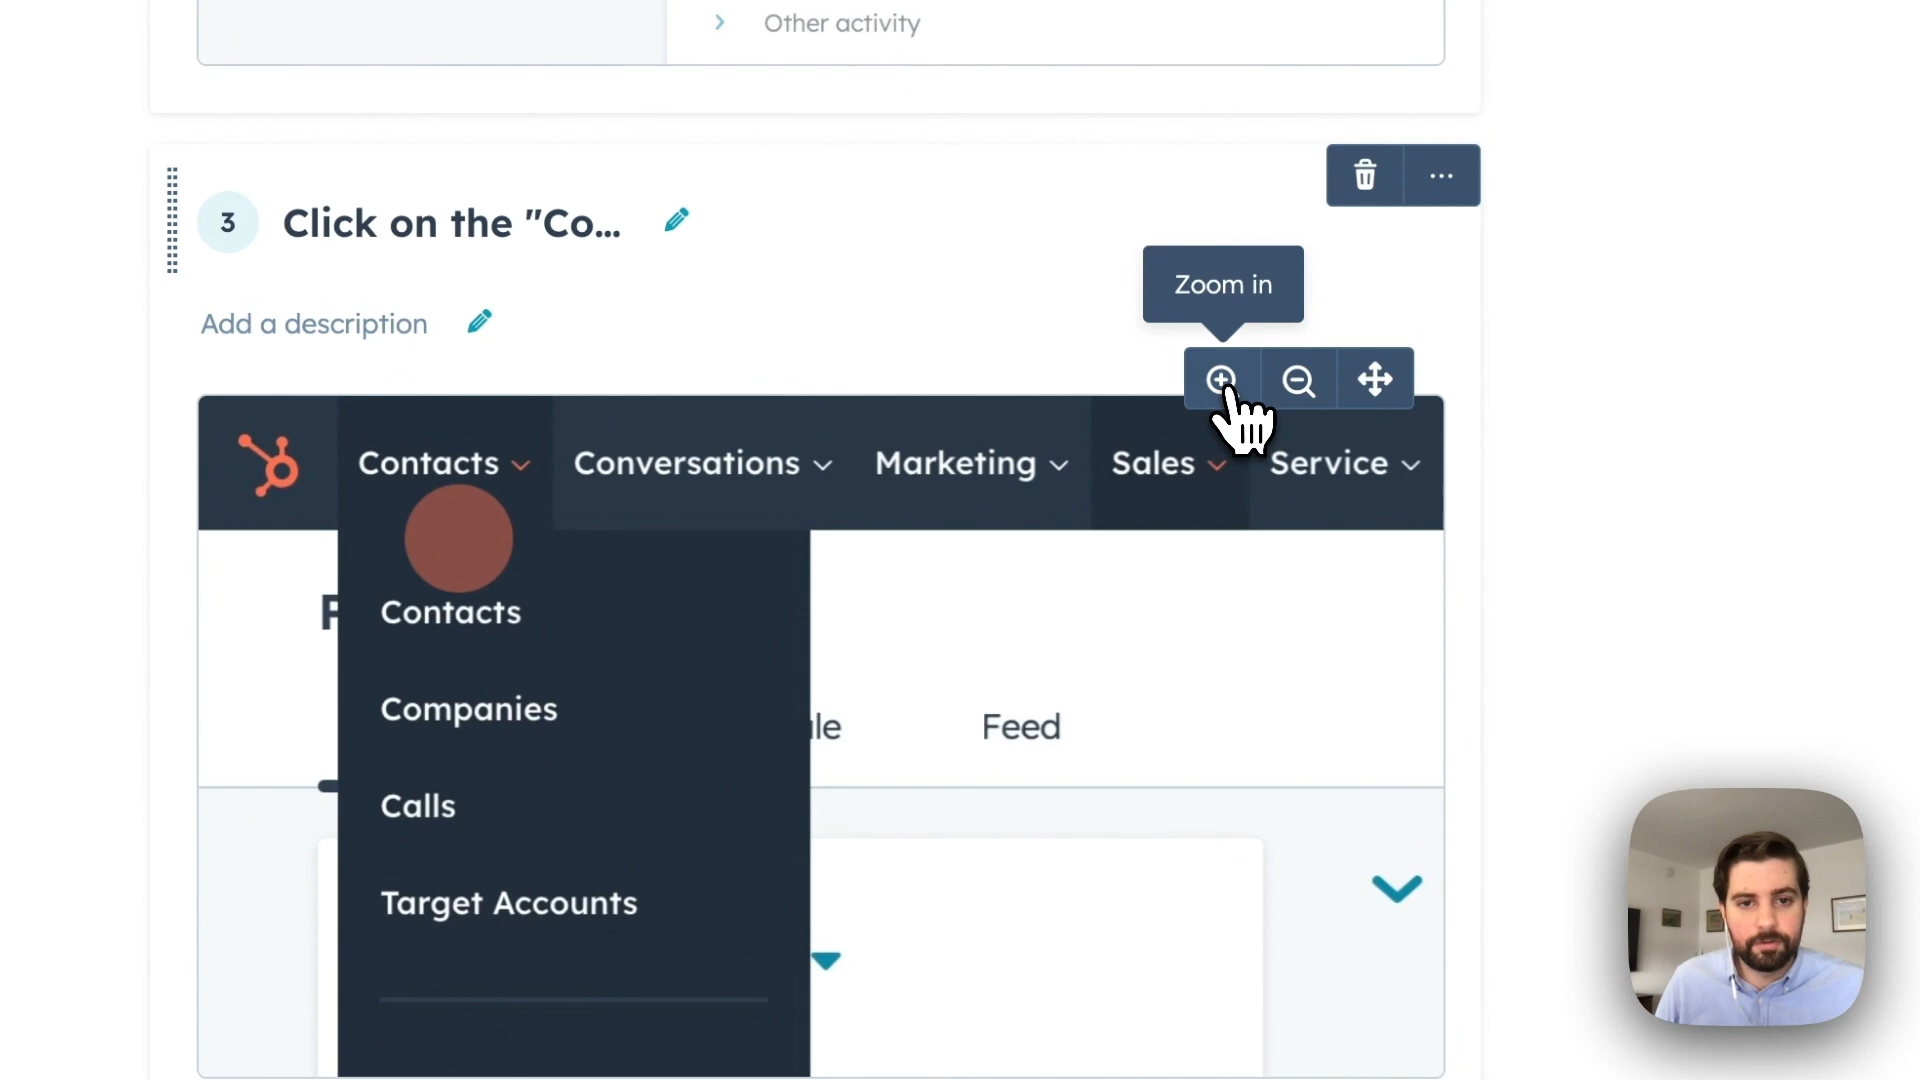 Other activity
3 Click on the "Co...
Zoom in
Add a description
Contacts Conversations Marketing Sales Service
Contacts
Companies
Feed
Calls
Target Accounts